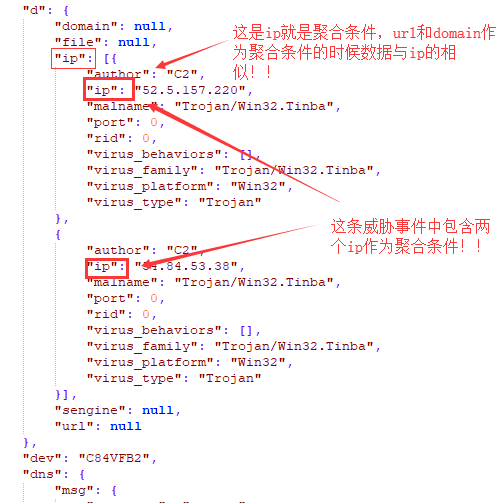 "d": {
"domain": null,
"file": null,
"ip": [{
"author": "C2",
"ip": "52.5.157.220",
"malname": "Trojan/Win32.Tinba",
"port": 0,
"rid": 0,
"virus_behaviors": [],
"virus_family": "Trojan/Win32.Tinba",
"virus_platform": "Win32",
"virus_type": "Trojan"
},
{
"author": "C2",
"ip": "54.84.53.38",
"malname": "Trojan/Win32.Tinba",
"port": 0,
"rid": 0,
"virus_behaviors": [],
"virus_family": "Trojan/Win32.Tinba",
"virus_platform": "Win32",
"virus_type": "Trojan"
}],
"sengine": null,
"url": null
},
"dev": "C84VFB2",
"dns": {
"msg": {
这是ip就是聚合条件，url和domain作
为聚合条件的时候数据与ip的相
似！！
这条威胁事件中包含两
个ip作为聚合条件！！